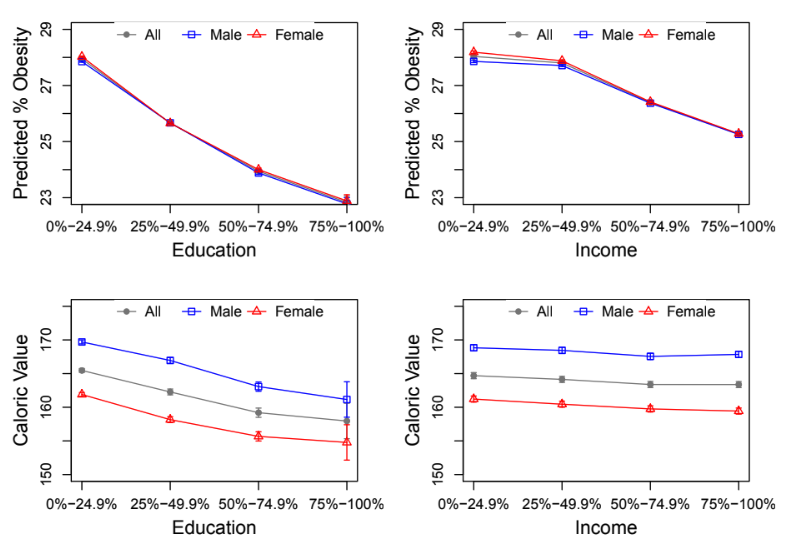 All Male Female
29
27
25
23
Predicted % Obesity
0%−24.9% 25%−49.9% 50%−74.9% 75%−100%
Education
All Male Female
29
27
25
23
Predicted % Obesity
0%−24.9% 25%−49.9% 50%−74.9% 75%−100%
Income
All Male Female
170
160
150
Caloric Value
0%−24.9% 25%−49.9% 50%−74.9% 75%−100%
Education
All Male Female
170
160
150
Caloric Value
0%−24.9% 25%−49.9% 50%−74.9% 75%−100%
Income